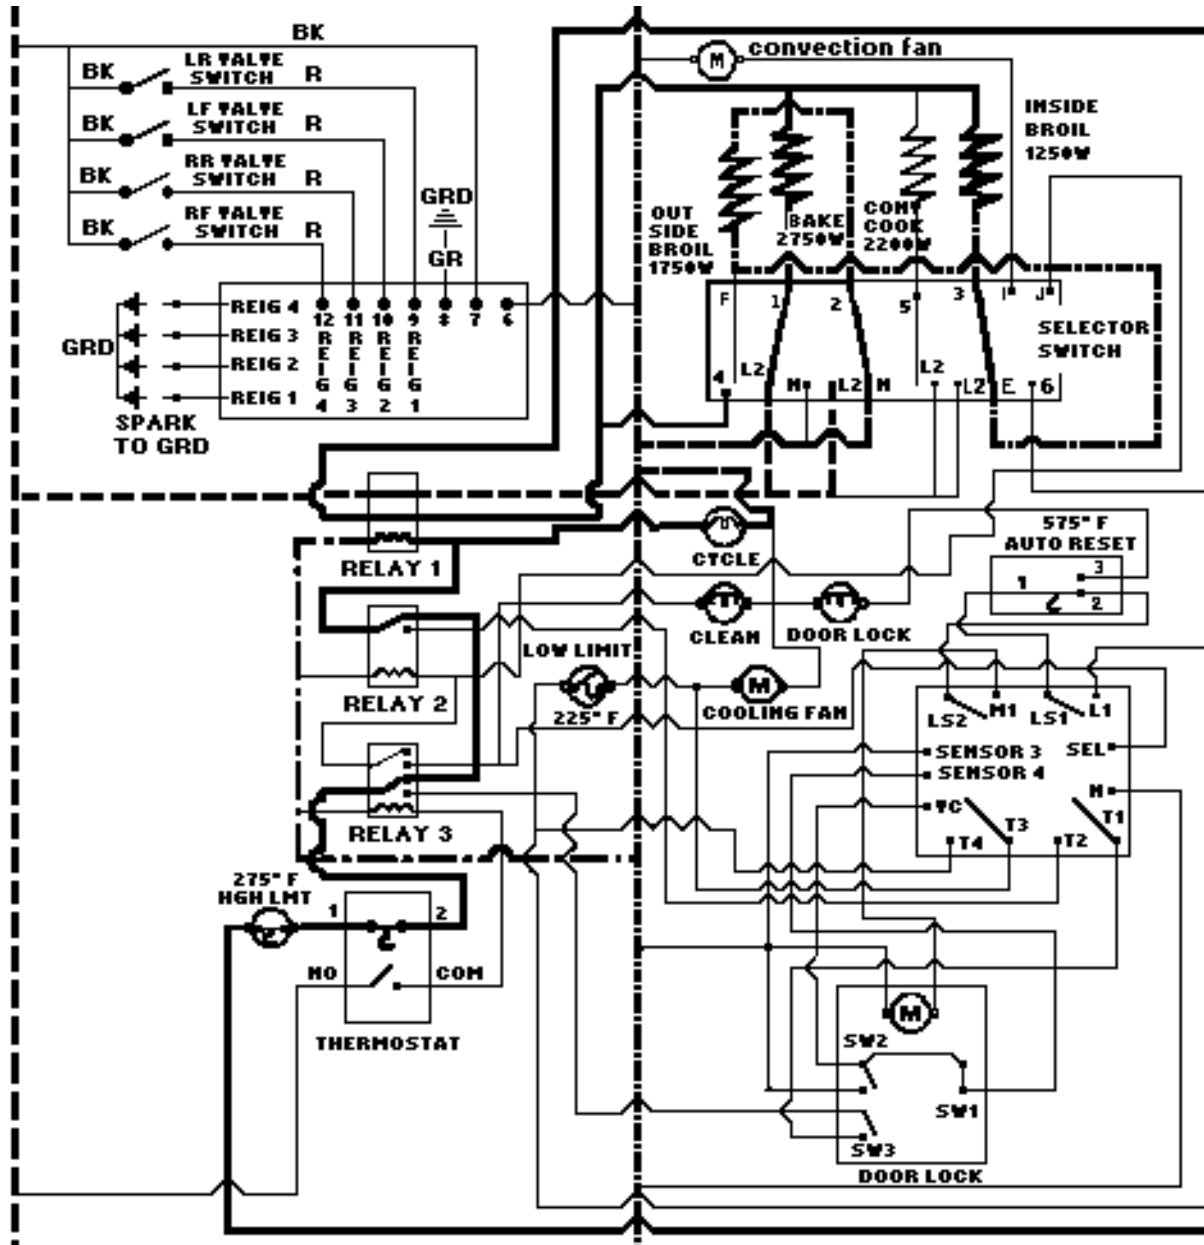 BK
convection fan
M
LR VALVE
SWITCH
BK
R
LF VALVE
SWITCH
BK
R
RR VALVE
SWITCH
BK
R
RF VALVE
SWITCH
BK
R
GRD
GR
INSIDE
BROIL
1250W
OUT
SIDE
BROIL
1750W
BAKE
2750W
CONV
COOK
2200W
F
1
2
5
3
I
J
SELECTOR
SWITCH
4
L2
N
L2
N
L2
L2
E
6
REIG 4
REIG 3
REIG 2
REIG 1
12
11
10
9
8
7
6
REIG 4
REIG 3
REIG 2
REIG 1
GRD
SPARK
TO GRD
RELAY 1
CYCLE
575° F
AUTO RESET
1
3
2
CLEAN
DOOR LOCK
LOW LIMIT
225° F
M
COOLING FAN
RELAY 2
RELAY 3
LS2
M1
LS1
L1
SENSOR 3
SEL
SENSOR 4
N
TC
T3
T1
T4
T2
275° F
HGH LMT
1
2
NO
COM
THERMOSTAT
M
SW2
SW1
SW3
DOOR LOCK